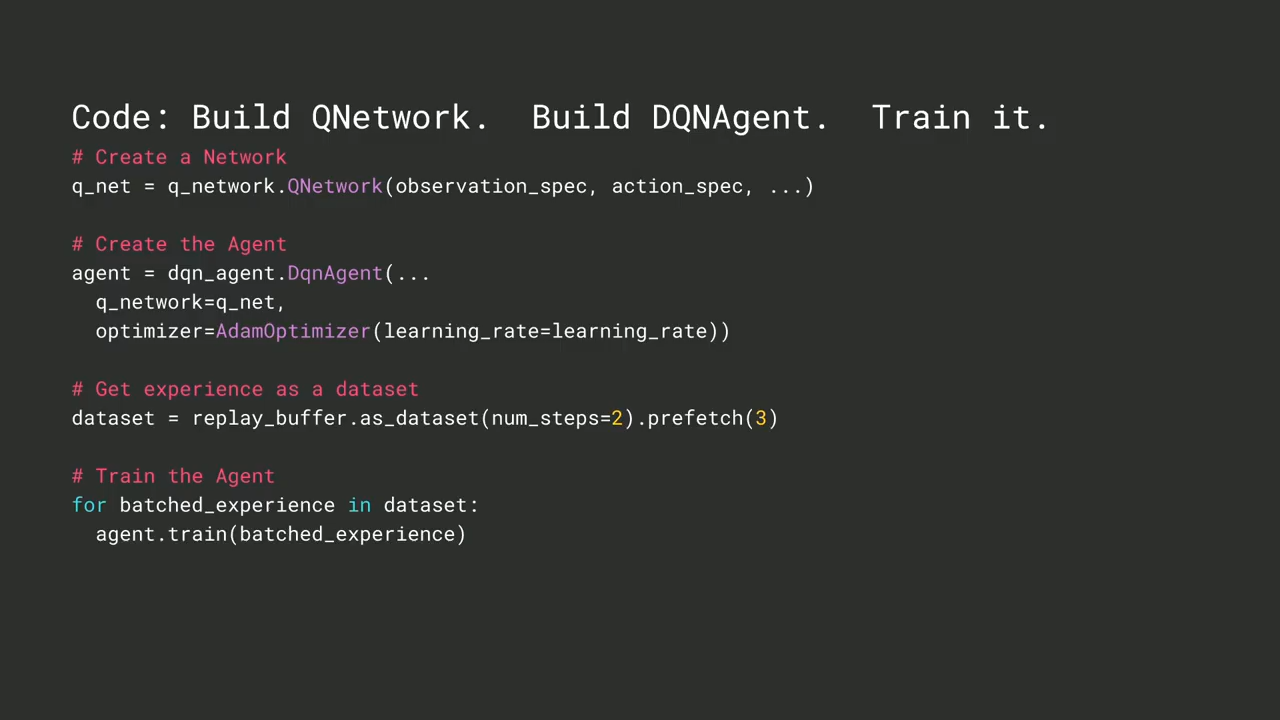 Code: Build QNetwork.  Build DQNAgent.  Train it.
# Create a Network
q_net = q_network.QNetwork(observation_spec, action_spec, ...)
# Create the Agent
agent = dqn_agent.DqnAgent(...
  q_network=q_net,
  optimizer=AdamOptimizer(learning_rate=learning_rate))
# Get experience as a dataset
dataset = replay_buffer.as_dataset(num_steps=2).prefetch(3)
# Train the Agent
for batched_experience in dataset:
  agent.train(batched_experience)